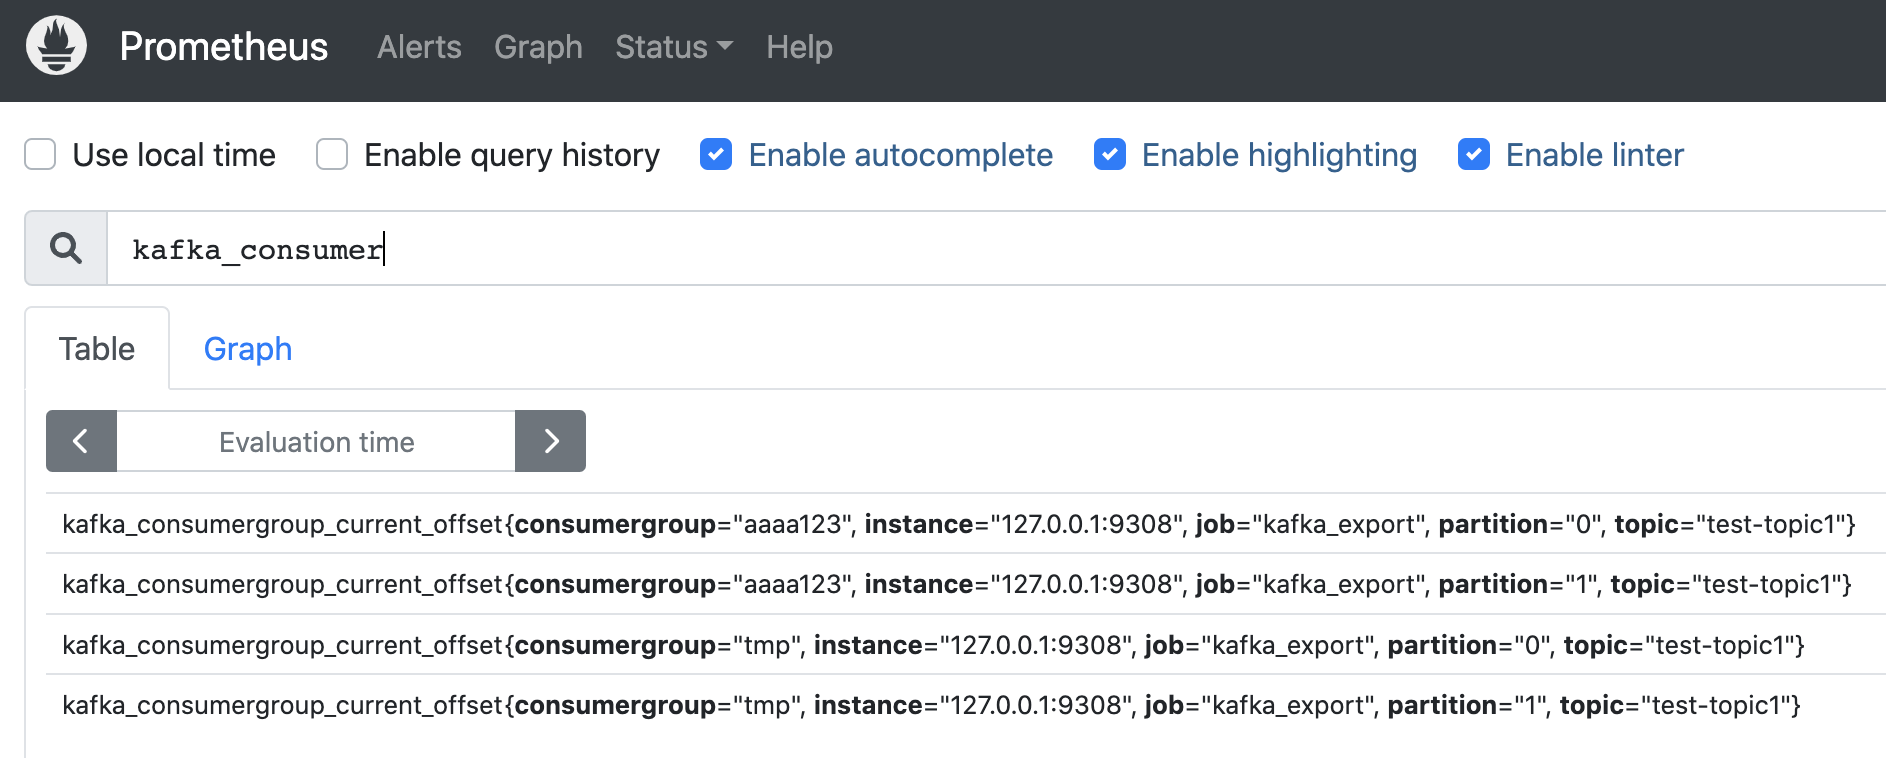 Prometheus Alerts Graph Status Help
Use local time Enable query history Enable autocomplete Enable highlighting Enable linter
kafka_consumer
Table Graph
Evaluation time
kafka_consumergroup_current_offset{consumergroup="aaaa123", instance="127.0.0.1:9308", job="kafka_export", partition="0", topic="test-topic1"}
kafka_consumergroup_current_offset{consumergroup="aaaa123", instance="127.0.0.1:9308", job="kafka_export", partition="1", topic="test-topic1"}
kafka_consumergroup_current_offset{consumergroup="tmp", instance="127.0.0.1:9308", job="kafka_export", partition="0", topic="test-topic1"}
kafka_consumergroup_current_offset{consumergroup="tmp", instance="127.0.0.1:9308", job="kafka_export", partition="1", topic="test-topic1"}